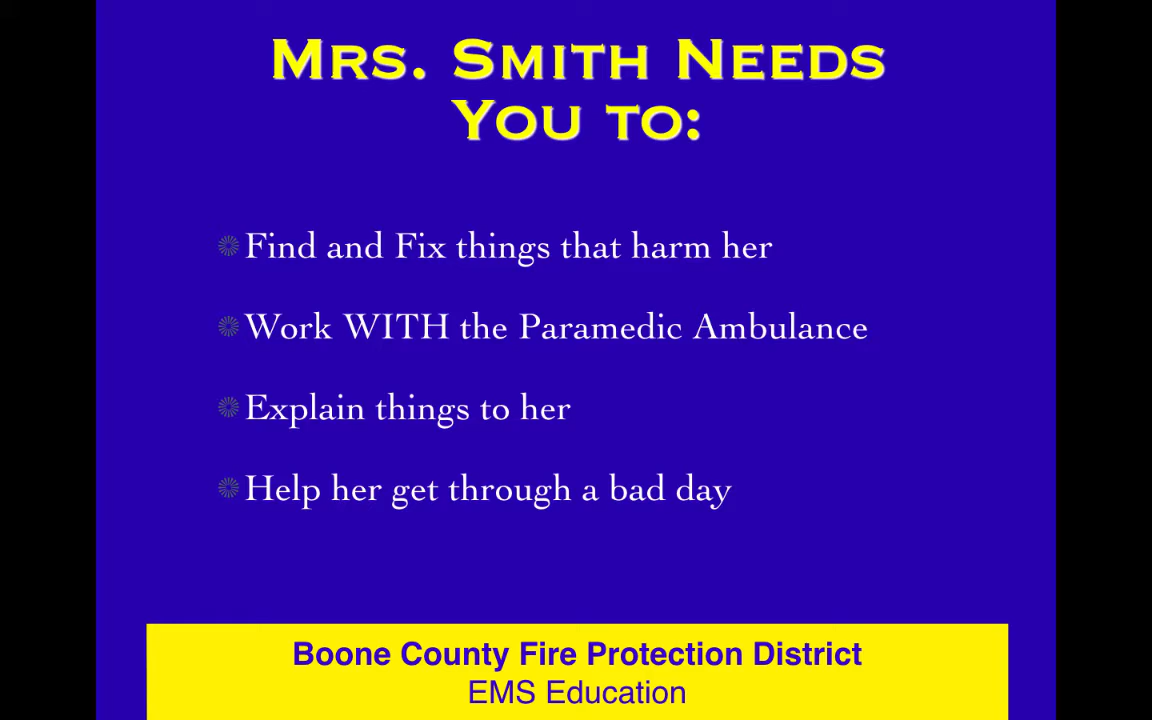 Mrs. Smith Needs
You to:
Find and Fix things that harm her
Work WITH the Paramedic Ambulance
Explain things to her
Help her get through a bad day
Boone County Fire Protection District
EMS Education